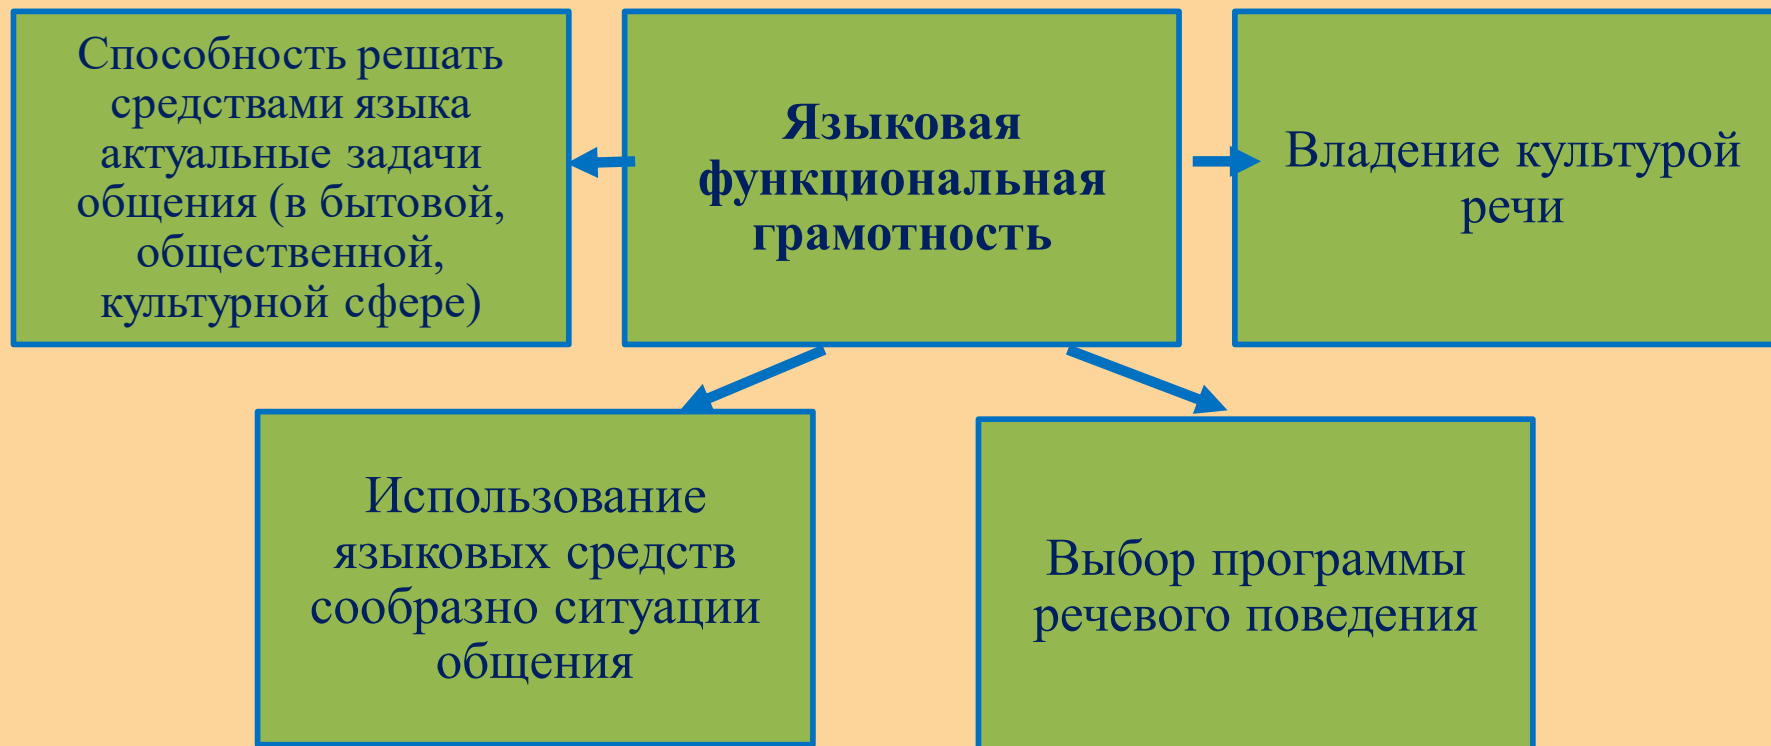 Способность решать
средствами языка
актуальные задачи
общения (в бытовой,
общественной,
культурной сфере)
Языковая
функциональная
грамотность
Владение культурой
речи
Использование
языковых средств
сообразно ситуации
общения
Выбор программы
речевого поведения